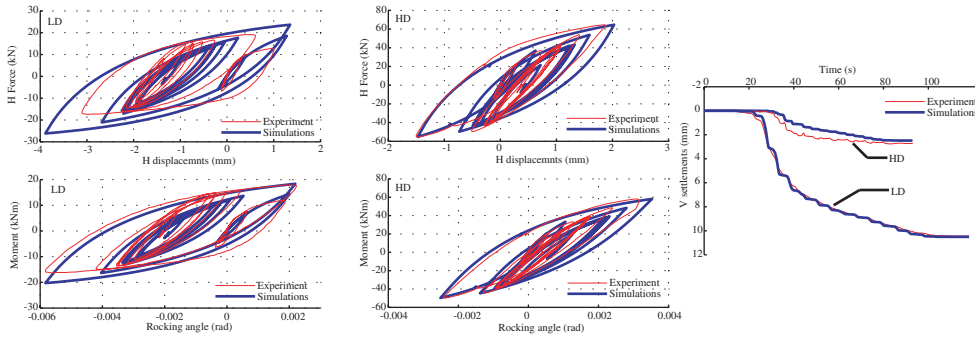 LD
H Force (kN)
30
20
10
0
-10
-20
-30
-4
-3
-2
-1
0
1
2
Experiment
Simulations
H displacemnts (mm)
HD
H Force (kN)
80
60
40
20
0
-20
-40
-60
-2
-1
0
1
2
3
Experiment
Simulations
H displacemnts (mm)
LD
Moment (kNm)
30
20
10
0
-10
-20
-30
-0.006
-0.004
-0.002
0
0.002
Experiment
Simulations
Rocking angle (rad)
HD
Moment (kNm)
80
60
40
20
0
-20
-40
-60
-0.004
-0.002
0
0.002
0.004
Experiment
Simulations
Rocking angle (rad)
Time (s)
0 20 40 60 80 100
V settlements (mm)
-2
0
2
4
6
8
10
12
Experiment
Simulations
HD
LD